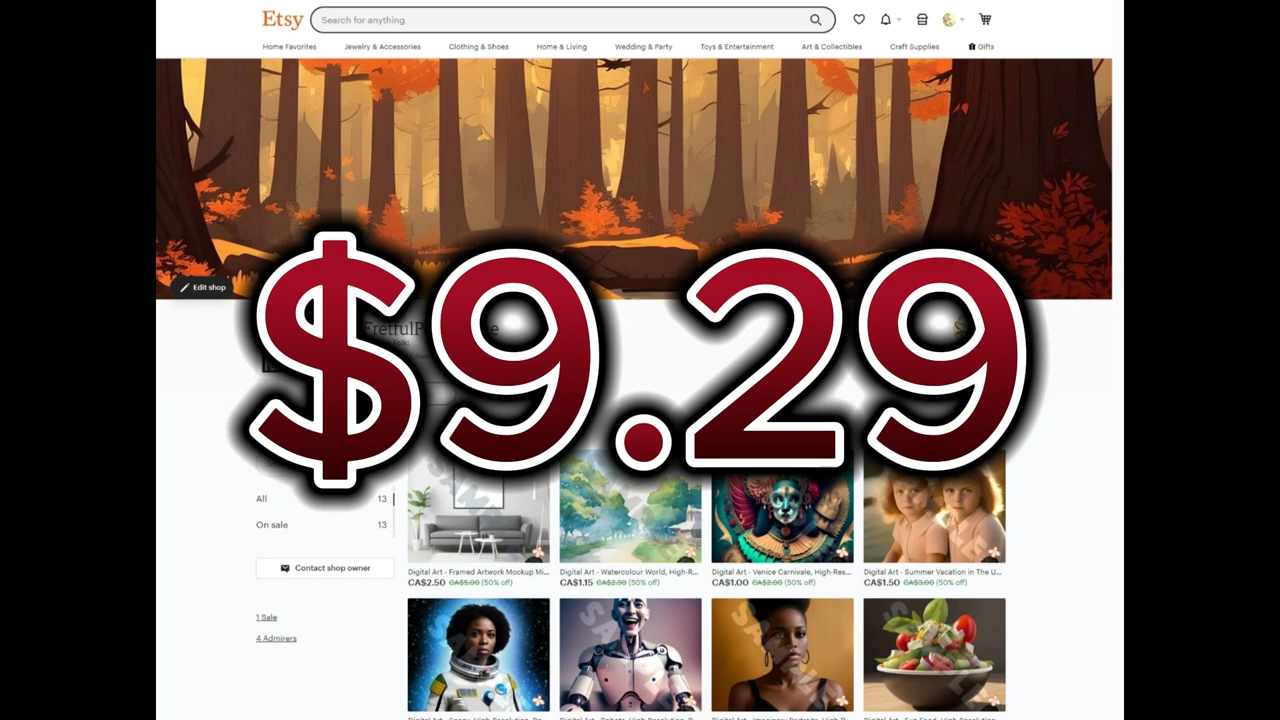 Etsy
Search for anything
Home Favorites Jewelry & Accessories Clothing & Shoes Home & Living Wedding & Party Toys & Entertainment Art & Collectibles Craft Supplies Gifts
Edit shop
$9.29
All 13
On sale 13
Contact shop owner
1 Sale
4 Admirers
Digital Art - Framed Artwork Mockup Mi...
CA$2.50 CA$5.00 (50% off)
Digital Art - Watercolour World, High-R...
CA$1.15 CA$2.30 (50% off)
Digital Art - Venice Carnivale, High-Res...
CA$1.00 CA$2.00 (50% off)
Digital Art - Summer Vacation in The U...
CA$1.50 CA$3.00 (50% off)